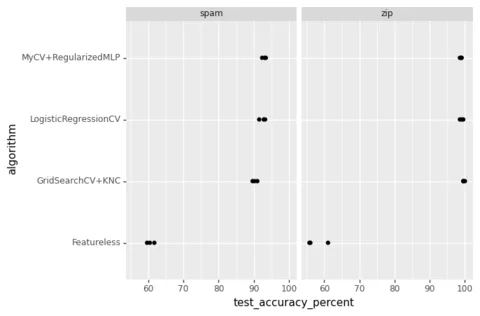 spam zip
MyCV+RegularizedMLP
LogisticRegressionCV
GridSearchCV+KNC
Featureless
algorithm
60 70 80 90 100 60 70 80 90 100
test_accuracy_percent